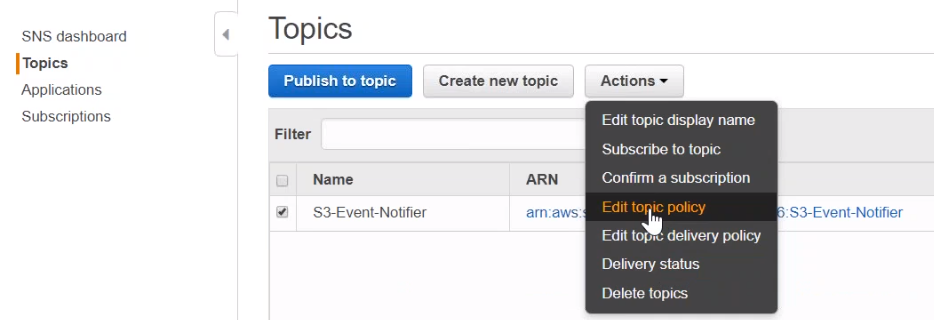 SNS dashboard
Topics
Applications
Subscriptions
Topics
Publish to topic
Create new topic
Actions
Edit topic display name
Subscribe to topic
Confirm a subscription
Edit topic policy
Edit topic delivery policy
Delivery status
Delete topics
Filter
Name
ARN
S3-Event-Notifier
arn:aws:s 6:S3-Event-Notifier